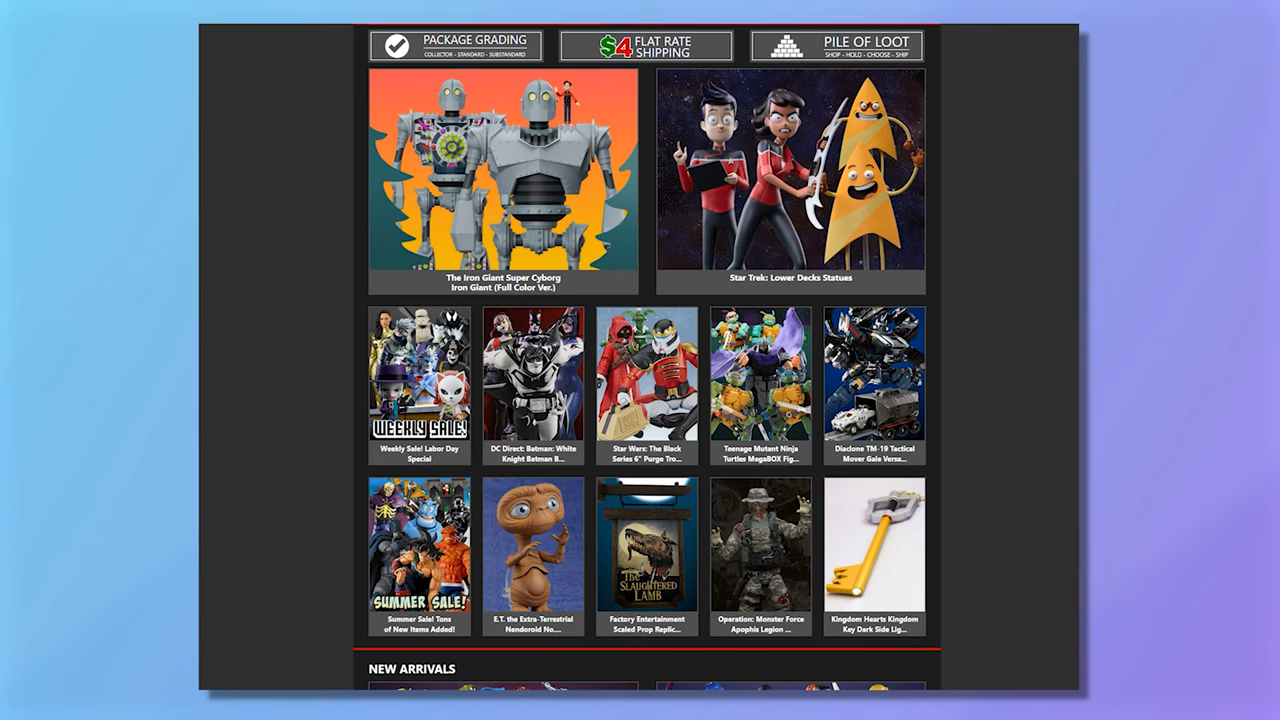 PACKAGE GRADING
COLLECTOR - STANDARD - SUBSTANDARD
$4 FLAT RATE
SHIPPING
PILE OF LOOT
SHOP - HOLD - CHOOSE - SHIP
The Iron Giant Super Cyborg
Iron Giant (Full Color Ver.)
Star Trek: Lower Decks Statues
WEEKLY SALE!
Weekly Sale! Labor Day
Special
DC Direct: Batman: White
Knight Batman B...
Star Wars: The Black
Series 6" Purge Tro...
Teenage Mutant Ninja
Turtles MegaBOX Fig...
Diaclone TM-19 Tactical
Mover Gale Versa...
SUMMER SALE!
Summer Sale! Tons
of New Items Added!
E.T. the Extra-Terrestrial
Nendoroid No....
The
SLAUGHTERED
LAMB
Factory Entertainment
Scaled Prop Replic...
Operation: Monster Force
Apophis Legion ...
Kingdom Hearts Kingdom
Key Dark Side Lig...
NEW ARRIVALS